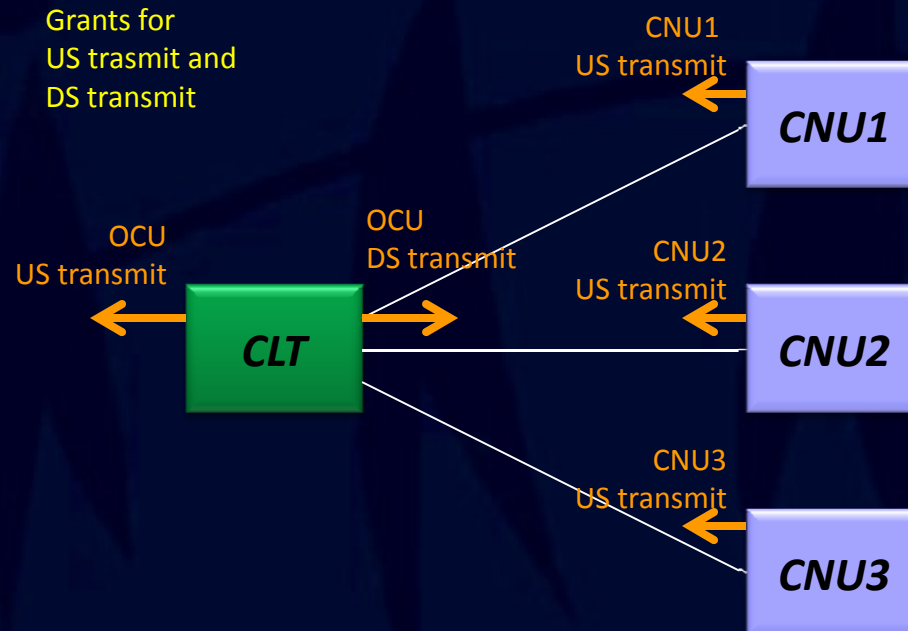 Grants for
US trasmit and
DS transmit
CNU1
US transmit
CNU1
OCU
US transmit
OCU
DS transmit
CLT
CNU2
US transmit
CNU2
CNU3
US transmit
CNU3